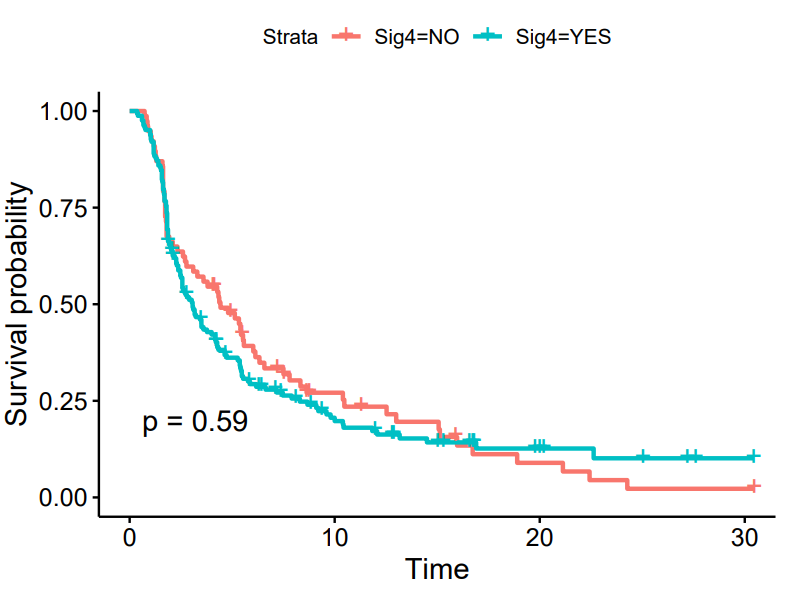 Strata Sig4=NO Sig4=YES
Survival probability
1.00
0.75
0.50
0.25
0.00
p = 0.59
0 10 20 30
Time